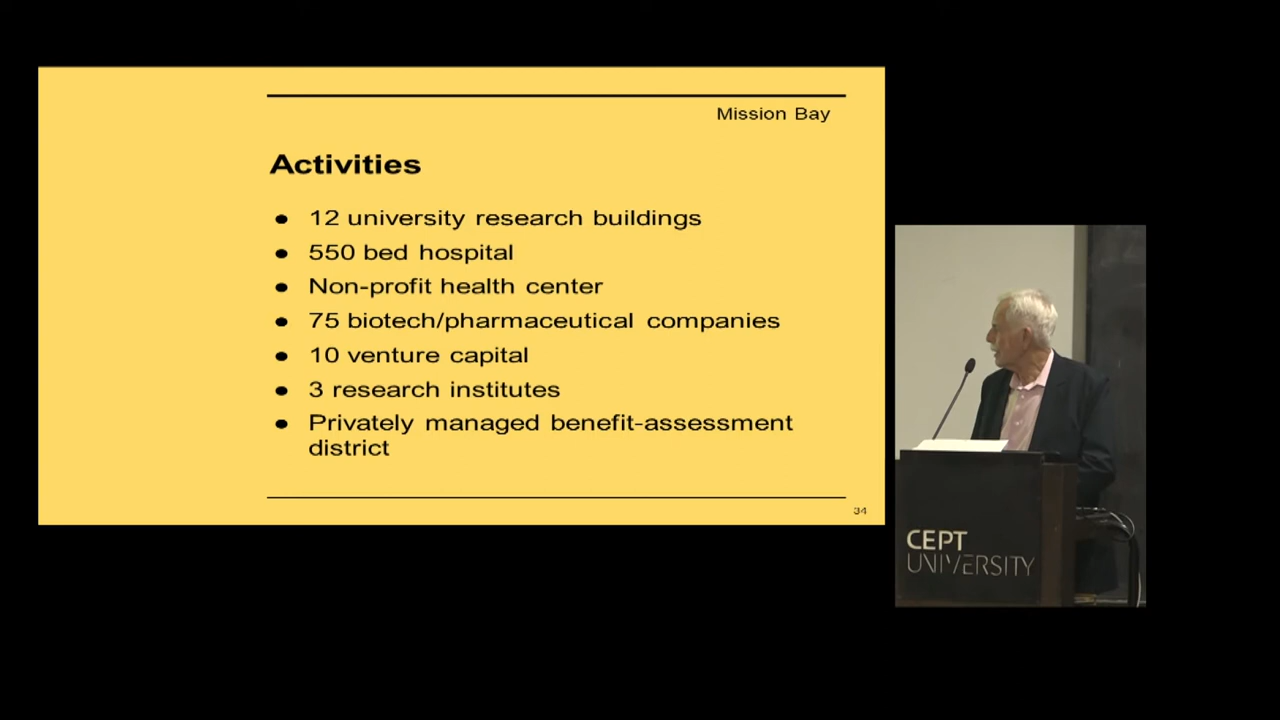 Mission Bay
Activities
● 12 university research buildings
● 550 bed hospital
● Non-profit health center
● 75 biotech/pharmaceutical companies
● 10 venture capital
● 3 research institutes
● Privately managed benefit-assessment
district
34
CEPT
UNIVERSITY